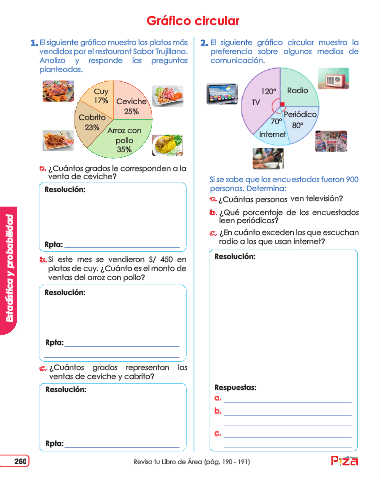 Gráfico circular
1. El siguiente gráfico muestra los platos más
vendidos por el restaurant Sabor Trujillano.
Analiza y responde las preguntas
planteadas.
Cuy
17%
Ceviche
25%
Cabrito
23%
Arroz con
pollo
35%
a. ¿Cuántos grados le corresponden a la
venta de ceviche?
Resolución:
Rpta:
b. Si este mes se vendieron S/ 450 en
platos de cuy. ¿Cuánto es el monto de
ventas del arroz con pollo?
Resolución:
Rpta:
c. ¿Cuántos grados representan las
ventas de ceviche y cabrito?
Resolución:
Rpta:
2. El siguiente gráfico circular muestra la
preferencia sobre algunos medios de
comunicación.
120°
TV
Radio
Periódico
80°
70°
Internet
Si se sabe que los encuestados fueron 900
personas. Determina:
a. ¿Cuántas personas ven televisión?
b. ¿Qué porcentaje de los encuestados
leen periódicos?
c. ¿En cuánto exceden los que escuchan
radio a los que usan internet?
Resolución:
Respuestas:
a.
b.
c.
Estadística y probabilidad
260
Revisa tu Libro de Área (pág. 190 - 191)